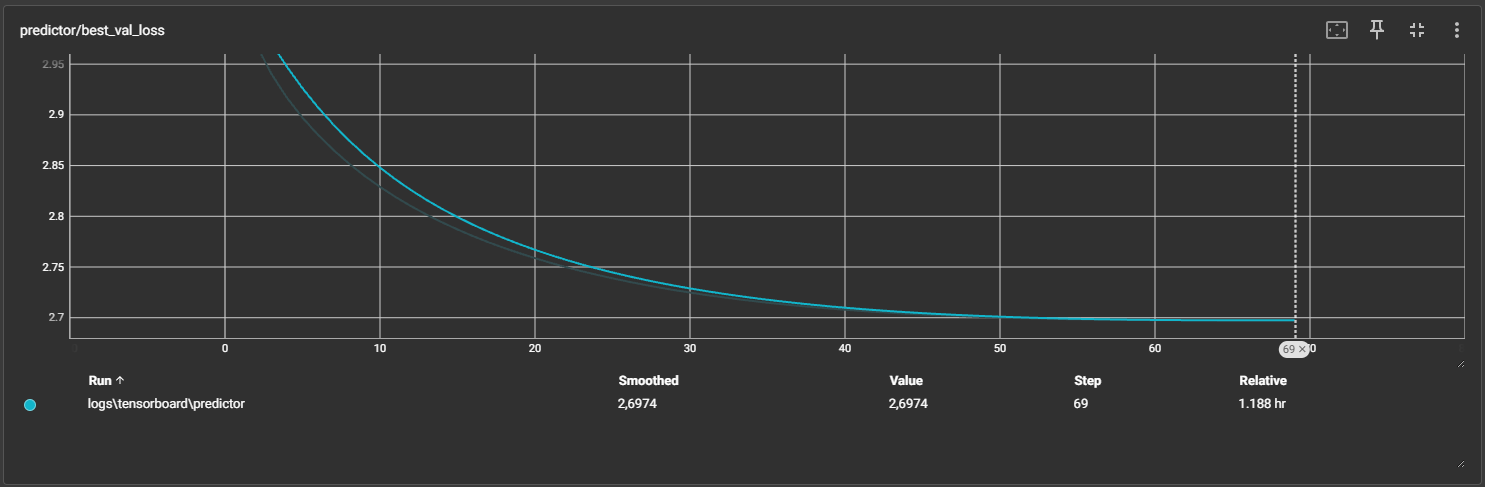 predictor/best_val_loss
2.95
2.9
2.85
2.8
2.75
2.7
0 10 20 30 40 50 60 69 ×
Run ↑ Smoothed Value Step Relative
logs\tensorboard\predictor 2,6974 2,6974 69 1.188 hr